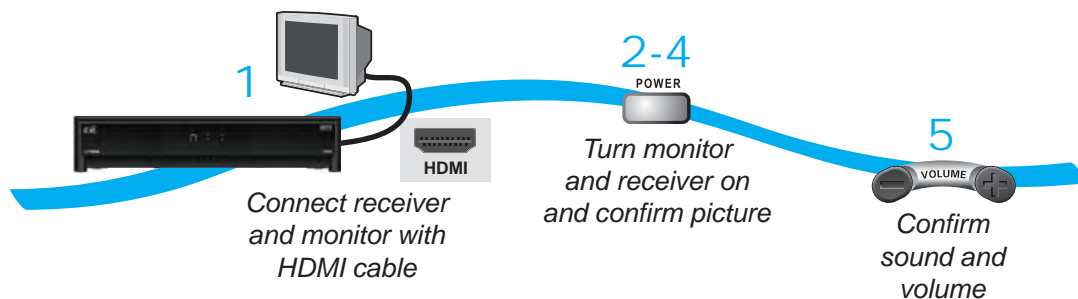 1
HDMI
Connect receiver
and monitor with
HDMI cable
2-4
POWER
Turn monitor
and receiver on
and confirm picture
5
VOLUME
Confirm
sound and
volume